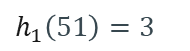 h₁(51) = 3